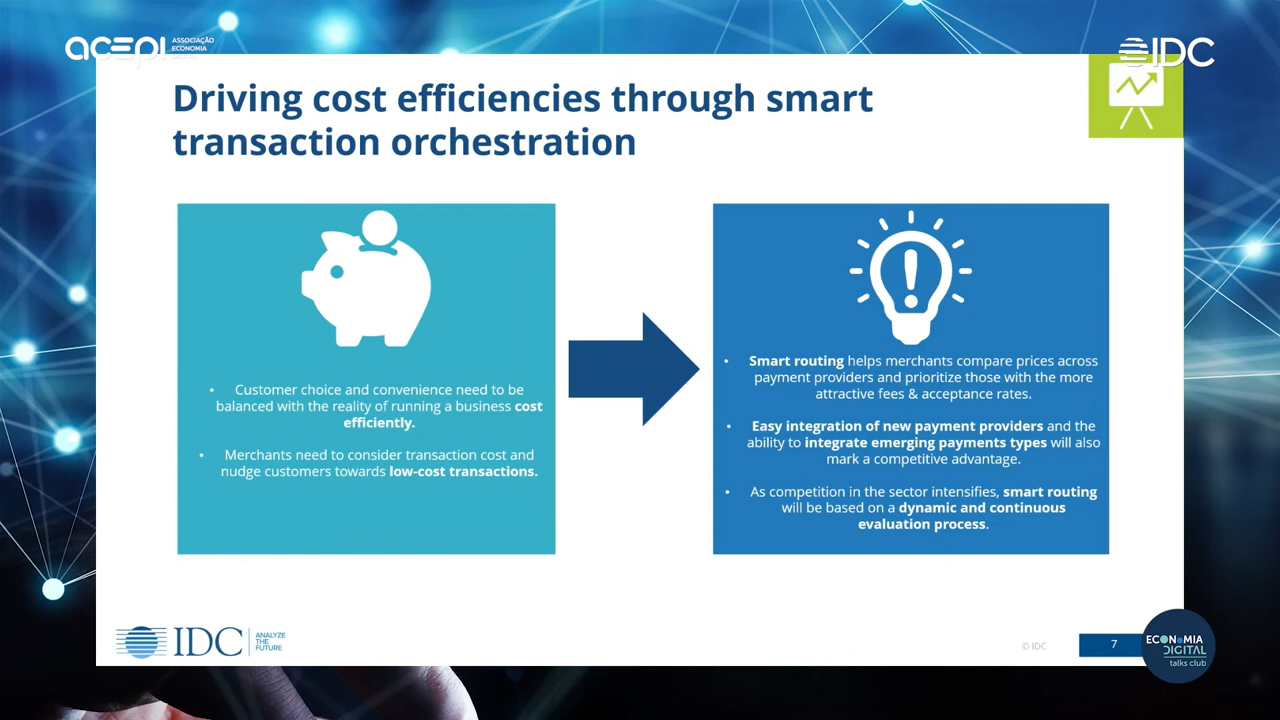 acepi ASSOCIAÇÃO
ECONOMIA
IDC
Driving cost efficiencies through smart
transaction orchestration
• Customer choice and convenience need to be
balanced with the reality of running a business cost
efficiently.
• Merchants need to consider transaction cost and
nudge customers towards low-cost transactions.
• Smart routing helps merchants compare prices across
payment providers and prioritize those with the more
attractive fees & acceptance rates.
• Easy integration of new payment providers and the
ability to integrate emerging payments types will also
mark a competitive advantage.
• As competition in the sector intensifies, smart routing
will be based on a dynamic and continuous
evaluation process.
IDC
ANALYZE
THE
FUTURE
© IDC
7
ECONOMIA
DIGITAL
talks club